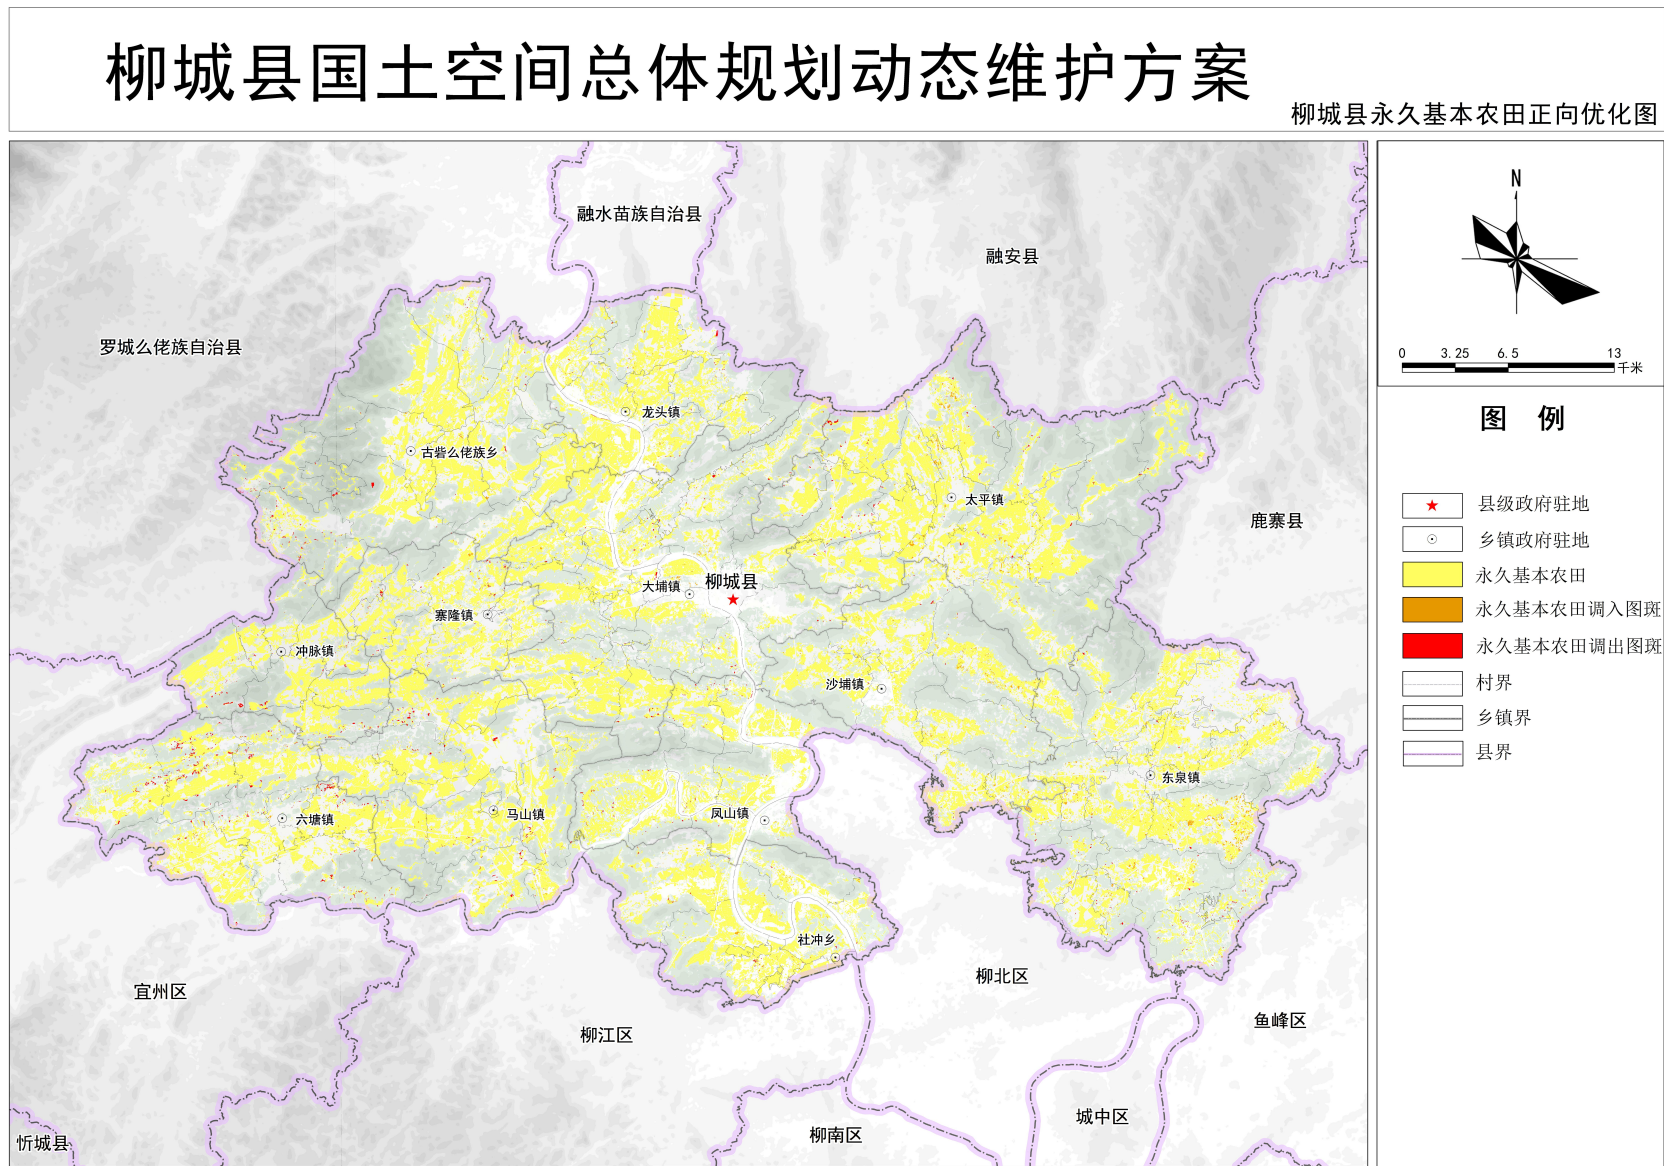 柳城县国土空间总体规划动态维护方案
柳城县永久基本农田正向优化图
融水苗族自治县
融安县
罗城么佬族自治县
龙头镇
古砦么佬族乡
太平镇
鹿寨县
大埔镇
柳城县
寨隆镇
冲脉镇
沙埔镇
东泉镇
六塘镇
马山镇
凤山镇
社冲乡
宜州区
柳江区
柳北区
鱼峰区
城中区
柳南区
忻城县
N
0 3.25 6.5 13
千米
图 例
县级政府驻地
乡镇政府驻地
永久基本农田
永久基本农田调入图斑
永久基本农田调出图斑
村界
乡镇界
县界